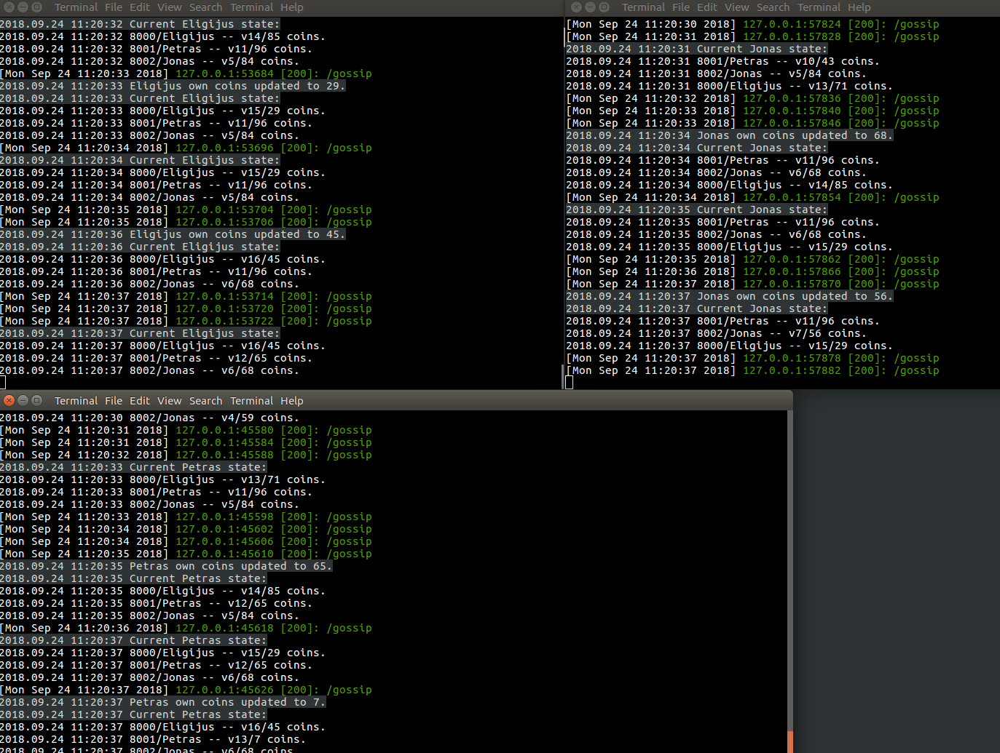 Terminal File Edit View Search Terminal Help
2018.09.24 11:20:32 Current Eligijus state:
2018.09.24 11:20:32 8000/Eligijus -- v14/85 coins.
2018.09.24 11:20:32 8001/Petras -- v11/96 coins.
2018.09.24 11:20:32 8002/Jonas -- v5/84 coins.
[Mon Sep 24 11:20:33 2018] 127.0.0.1:53684 [200]: /gossip
2018.09.24 11:20:33 Eligijus own coins updated to 29.
2018.09.24 11:20:33 Current Eligijus state:
2018.09.24 11:20:33 8000/Eligijus -- v15/29 coins.
2018.09.24 11:20:33 8001/Petras -- v11/96 coins.
2018.09.24 11:20:33 8002/Jonas -- v5/84 coins.
[Mon Sep 24 11:20:34 2018] 127.0.0.1:53696 [200]: /gossip
2018.09.24 11:20:34 Current Eligijus state:
2018.09.24 11:20:34 8000/Eligijus -- v15/29 coins.
2018.09.24 11:20:34 8001/Petras -- v11/96 coins.
2018.09.24 11:20:34 8002/Jonas -- v5/84 coins.
[Mon Sep 24 11:20:35 2018] 127.0.0.1:53704 [200]: /gossip
[Mon Sep 24 11:20:35 2018] 127.0.0.1:53706 [200]: /gossip
2018.09.24 11:20:36 Eligijus own coins updated to 45.
2018.09.24 11:20:36 Current Eligijus state:
2018.09.24 11:20:36 8000/Eligijus -- v16/45 coins.
2018.09.24 11:20:36 8001/Petras -- v11/96 coins.
2018.09.24 11:20:36 8002/Jonas -- v6/68 coins.
[Mon Sep 24 11:20:37 2018] 127.0.0.1:53714 [200]: /gossip
[Mon Sep 24 11:20:37 2018] 127.0.0.1:53720 [200]: /gossip
[Mon Sep 24 11:20:37 2018] 127.0.0.1:53722 [200]: /gossip
2018.09.24 11:20:37 Current Eligijus state:
2018.09.24 11:20:37 8000/Eligijus -- v16/45 coins.
2018.09.24 11:20:37 8001/Petras -- v12/65 coins.
2018.09.24 11:20:37 8002/Jonas -- v6/68 coins.
Terminal File Edit View Search Terminal Help
[Mon Sep 24 11:20:30 2018] 127.0.0.1:57824 [200]: /gossip
[Mon Sep 24 11:20:31 2018] 127.0.0.1:57828 [200]: /gossip
2018.09.24 11:20:31 Current Jonas state:
2018.09.24 11:20:31 8001/Petras -- v10/43 coins.
2018.09.24 11:20:31 8002/Jonas -- v5/84 coins.
2018.09.24 11:20:31 8000/Eligijus -- v13/71 coins.
[Mon Sep 24 11:20:32 2018] 127.0.0.1:57836 [200]: /gossip
[Mon Sep 24 11:20:33 2018] 127.0.0.1:57840 [200]: /gossip
[Mon Sep 24 11:20:33 2018] 127.0.0.1:57846 [200]: /gossip
2018.09.24 11:20:34 Jonas own coins updated to 68.
2018.09.24 11:20:34 Current Jonas state:
2018.09.24 11:20:34 8001/Petras -- v11/96 coins.
2018.09.24 11:20:34 8002/Jonas -- v6/68 coins.
2018.09.24 11:20:34 8000/Eligijus -- v14/85 coins.
[Mon Sep 24 11:20:34 2018] 127.0.0.1:57854 [200]: /gossip
2018.09.24 11:20:35 Current Jonas state:
2018.09.24 11:20:35 8001/Petras -- v11/96 coins.
2018.09.24 11:20:35 8002/Jonas -- v6/68 coins.
2018.09.24 11:20:35 8000/Eligijus -- v15/29 coins.
[Mon Sep 24 11:20:35 2018] 127.0.0.1:57862 [200]: /gossip
[Mon Sep 24 11:20:36 2018] 127.0.0.1:57866 [200]: /gossip
[Mon Sep 24 11:20:37 2018] 127.0.0.1:57870 [200]: /gossip
2018.09.24 11:20:37 Jonas own coins updated to 56.
2018.09.24 11:20:37 Current Jonas state:
2018.09.24 11:20:37 8001/Petras -- v11/96 coins.
2018.09.24 11:20:37 8002/Jonas -- v7/56 coins.
2018.09.24 11:20:37 8000/Eligijus -- v15/29 coins.
[Mon Sep 24 11:20:37 2018] 127.0.0.1:57878 [200]: /gossip
[Mon Sep 24 11:20:37 2018] 127.0.0.1:57882 [200]: /gossip
Terminal File Edit View Search Terminal Help
2018.09.24 11:20:30 8002/Jonas -- v4/59 coins.
[Mon Sep 24 11:20:31 2018] 127.0.0.1:45580 [200]: /gossip
[Mon Sep 24 11:20:31 2018] 127.0.0.1:45584 [200]: /gossip
[Mon Sep 24 11:20:32 2018] 127.0.0.1:45588 [200]: /gossip
2018.09.24 11:20:33 Current Petras state:
2018.09.24 11:20:33 8000/Eligijus -- v13/71 coins.
2018.09.24 11:20:33 8001/Petras -- v11/96 coins.
2018.09.24 11:20:33 8002/Jonas -- v5/84 coins.
[Mon Sep 24 11:20:33 2018] 127.0.0.1:45598 [200]: /gossip
[Mon Sep 24 11:20:34 2018] 127.0.0.1:45602 [200]: /gossip
[Mon Sep 24 11:20:34 2018] 127.0.0.1:45606 [200]: /gossip
[Mon Sep 24 11:20:35 2018] 127.0.0.1:45610 [200]: /gossip
2018.09.24 11:20:35 Petras own coins updated to 65.
2018.09.24 11:20:35 Current Petras state:
2018.09.24 11:20:35 8000/Eligijus -- v14/85 coins.
2018.09.24 11:20:35 8001/Petras -- v12/65 coins.
2018.09.24 11:20:35 8002/Jonas -- v5/84 coins.
[Mon Sep 24 11:20:36 2018] 127.0.0.1:45618 [200]: /gossip
2018.09.24 11:20:37 Current Petras state:
2018.09.24 11:20:37 8000/Eligijus -- v15/29 coins.
2018.09.24 11:20:37 8001/Petras -- v12/65 coins.
2018.09.24 11:20:37 8002/Jonas -- v6/68 coins.
[Mon Sep 24 11:20:37 2018] 127.0.0.1:45626 [200]: /gossip
2018.09.24 11:20:37 Petras own coins updated to 7.
2018.09.24 11:20:37 Current Petras state:
2018.09.24 11:20:37 8000/Eligijus -- v16/45 coins.
2018.09.24 11:20:37 8001/Petras -- v13/7 coins.
2018.09.24 11:20:37 8002/Jonas -- v6/68 coins.